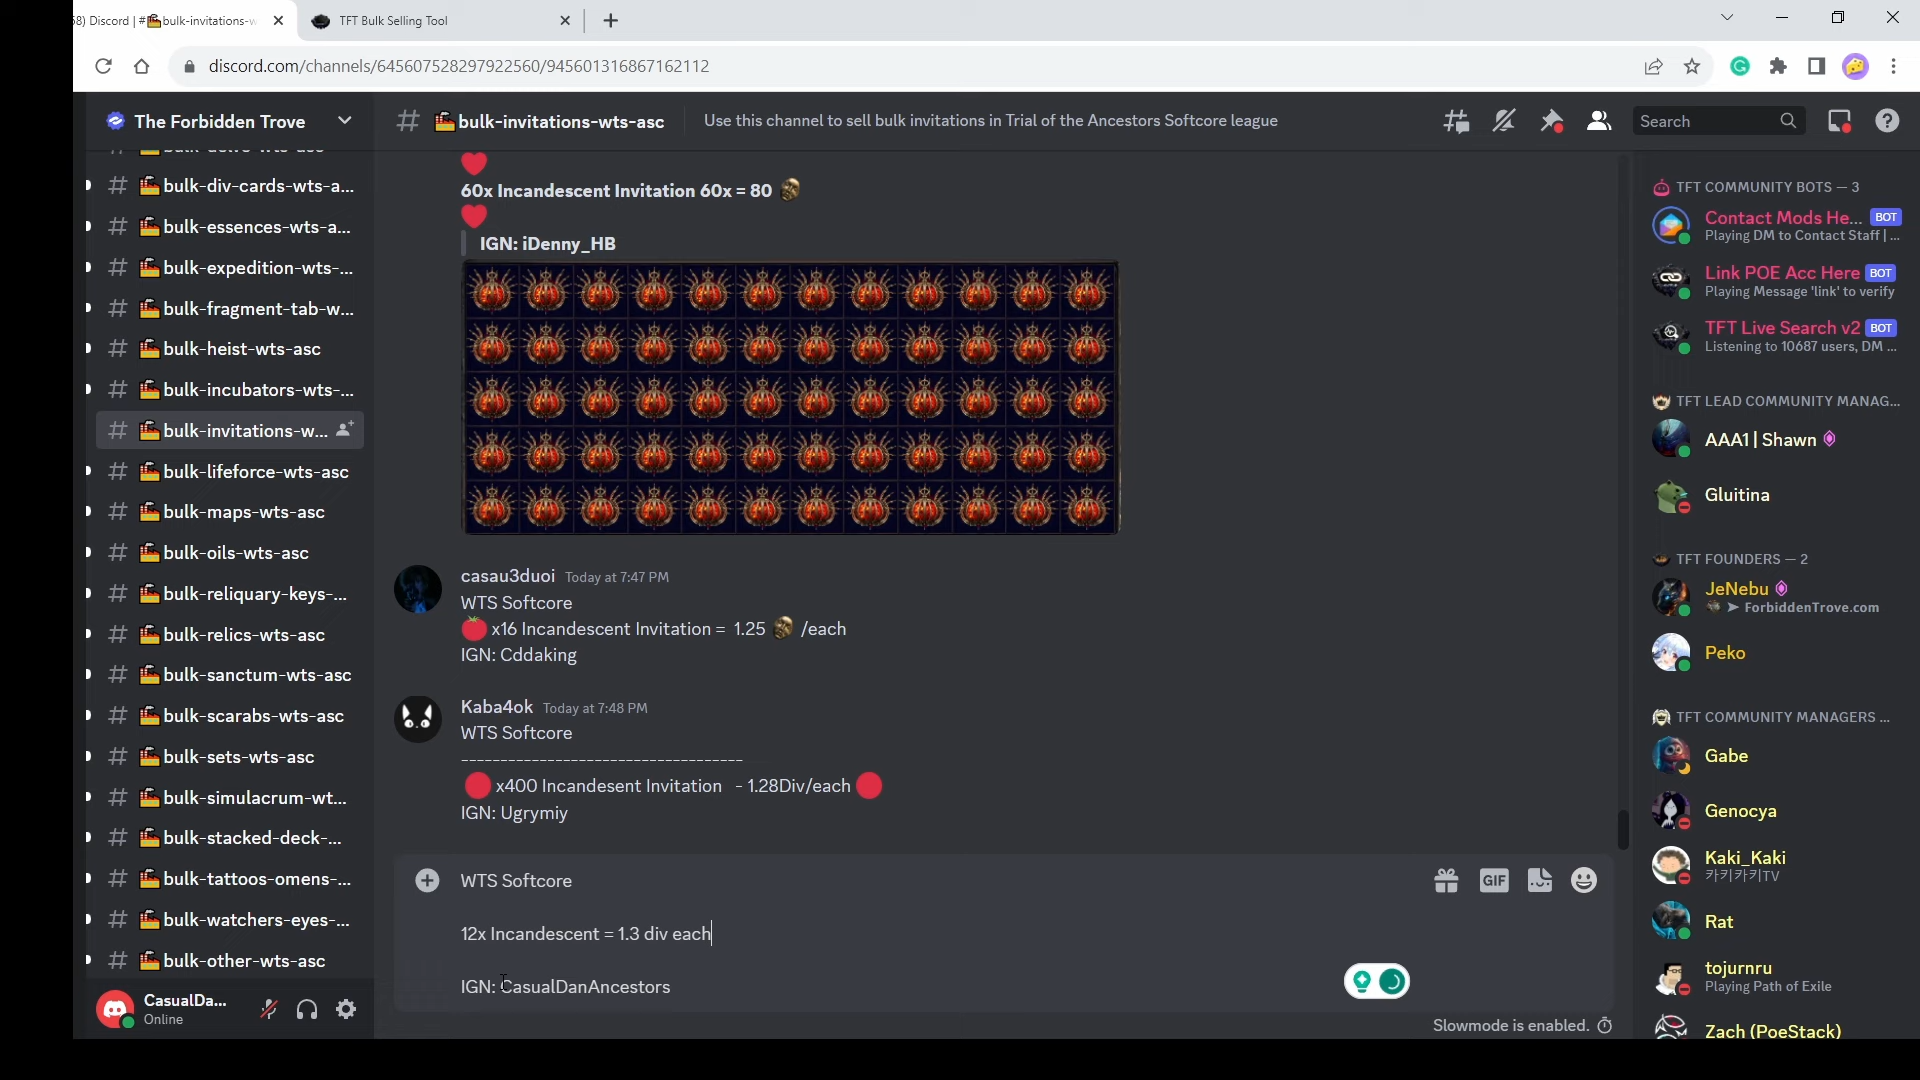 58) Discord | # bulk-invitations-w
TFT Bulk Selling Tool
discord.com/channels/645607528297922560/945601316867162112
The Forbidden Trove
# bulk-invitations-wts-asc
Use this channel to sell bulk invitations in Trial of the Ancestors Softcore league
Search
# bulk-div-cards-wts-a...
# bulk-essences-wts-a...
# bulk-expedition-wts-...
# bulk-fragment-tab-w...
# bulk-heist-wts-asc
# bulk-incubators-wts-...
# bulk-invitations-w...
# bulk-lifeforce-wts-asc
# bulk-maps-wts-asc
# bulk-oils-wts-asc
# bulk-reliquary-keys-...
# bulk-relics-wts-asc
# bulk-sanctum-wts-asc
# bulk-scarabs-wts-asc
# bulk-sets-wts-asc
# bulk-simulacrum-wt...
# bulk-stacked-deck-...
# bulk-tattoos-omens-...
# bulk-watchers-eyes-...
# bulk-other-wts-asc
CasualDa...
Online
60x Incandescent Invitation 60x = 80
IGN: iDenny_HB
casau3duoi Today at 7:47 PM
WTS Softcore
x16 Incandescent Invitation = 1.25 /each
IGN: Cddaking
Kaba4ok Today at 7:48 PM
WTS Softcore
------------------------------------
x400 Incandesent Invitation - 1.28Div/each
IGN: Ugrymiy
WTS Softcore
12x Incandescent = 1.3 div each
IGN: CasualDanAncestors
GIF
Slowmode is enabled.
TFT COMMUNITY BOTS — 3
Contact Mods He... BOT
Playing DM to Contact Staff | ...
Link POE Acc Here BOT
Playing Message 'link' to verify
TFT Live Search v2 BOT
Listening to 10687 users, DM ...
TFT LEAD COMMUNITY MANAG...
AAA1 | Shawn
Gluitina
TFT FOUNDERS — 2
JeNebu
➤ ForbiddenTrove.com
Peko
TFT COMMUNITY MANAGERS ...
Gabe
Genocya
Kaki_Kaki
카키카키TV
Rat
tojurnru
Playing Path of Exile
Zach (PoeStack)